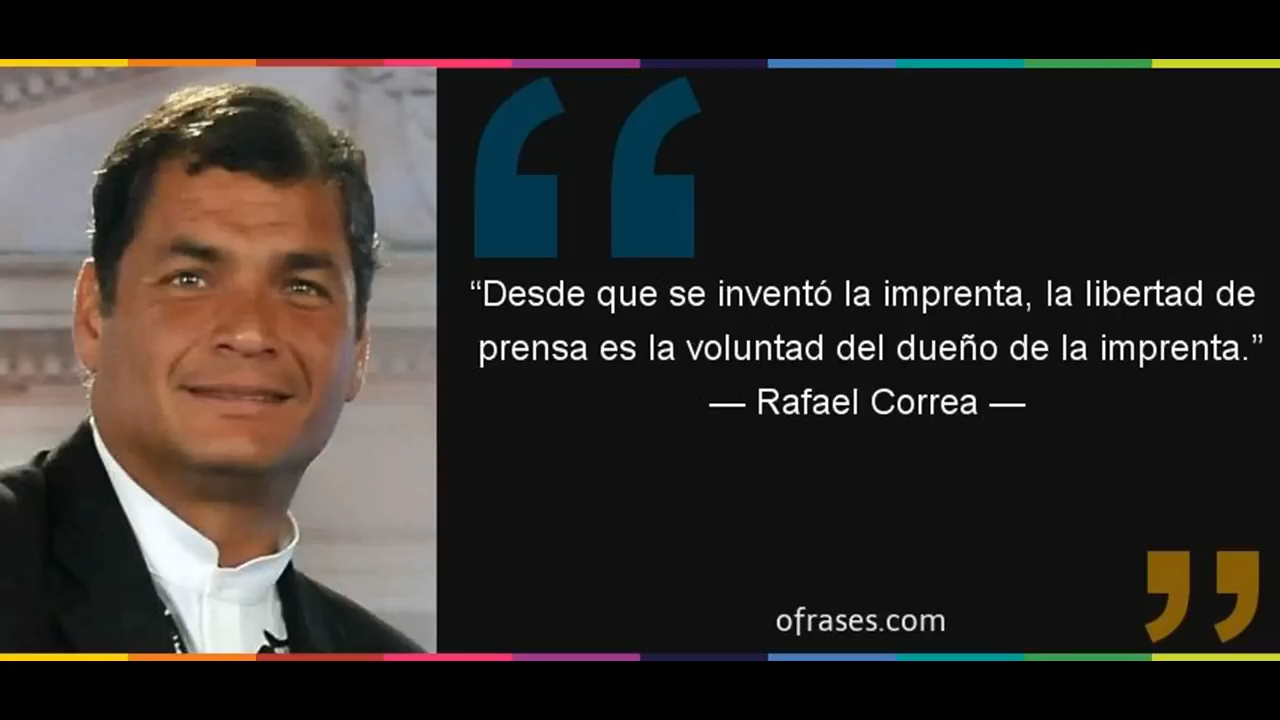 “Desde que se inventó la imprenta, la libertad de
prensa es la voluntad del dueño de la imprenta.”
— Rafael Correa —
ofrases.com